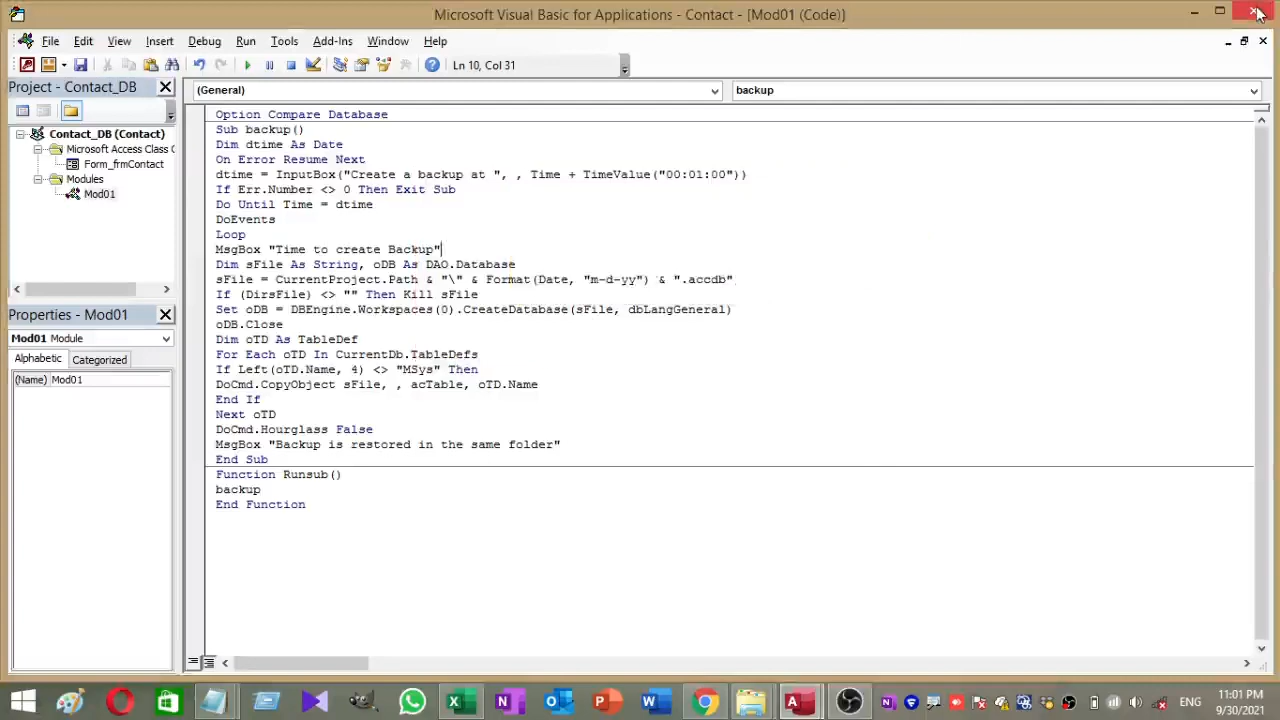 Microsoft Visual Basic for Applications - Contact - [Mod01 (Code)]
File Edit View Insert Debug Run Tools Add-Ins Window Help
Ln 10, Col 31
Project - Contact_DB
(General)
backup
Contact_DB (Contact)
Microsoft Access Class O
Form_frmContact
Modules
Mod01
Properties - Mod01
Mod01 Module
Alphabetic Categorized
(Name) Mod01
Option Compare Database
Sub backup()
Dim dtime As Date
On Error Resume Next
dtime = InputBox("Create a backup at ", , Time + TimeValue("00:01:00"))
If Err.Number <> 0 Then Exit Sub
Do Until Time = dtime
DoEvents
Loop
MsgBox "Time to create Backup"
Dim sFile As String, oDB As DAO.Database
sFile = CurrentProject.Path & "\" & Format(Date, "m-d-yy") & ".accdb"
If (DirsFile) <> "" Then Kill sFile
Set oDB = DBEngine.Workspaces(0).CreateDatabase(sFile, dbLangGeneral)
oDB.Close
Dim oTD As TableDef
For Each oTD In CurrentDb.TableDefs
If Left(oTD.Name, 4) <> "MSys" Then
DoCmd.CopyObject sFile, , acTable, oTD.Name
End If
Next oTD
DoCmd.Hourglass False
MsgBox "Backup is restored in the same folder"
End Sub
Function Runsub()
backup
End Function
ENG
11:01 PM
9/30/2021